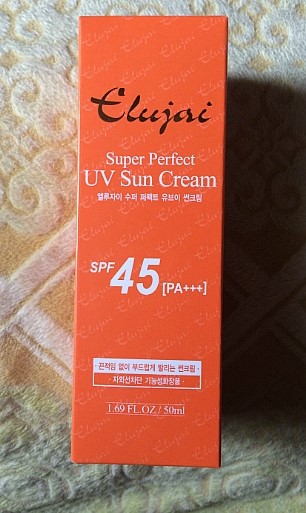 Elujai
Super Perfect
UV Sun Cream
엘루자이 수퍼 퍼펙트 유브이 썬크림
SPF 45 [PA+++]
· 끈적임 없이 부드럽게 발리는 썬크림 ·
· 자외선차단 기능성화장품 ·
1.69 FL.OZ / 50ml